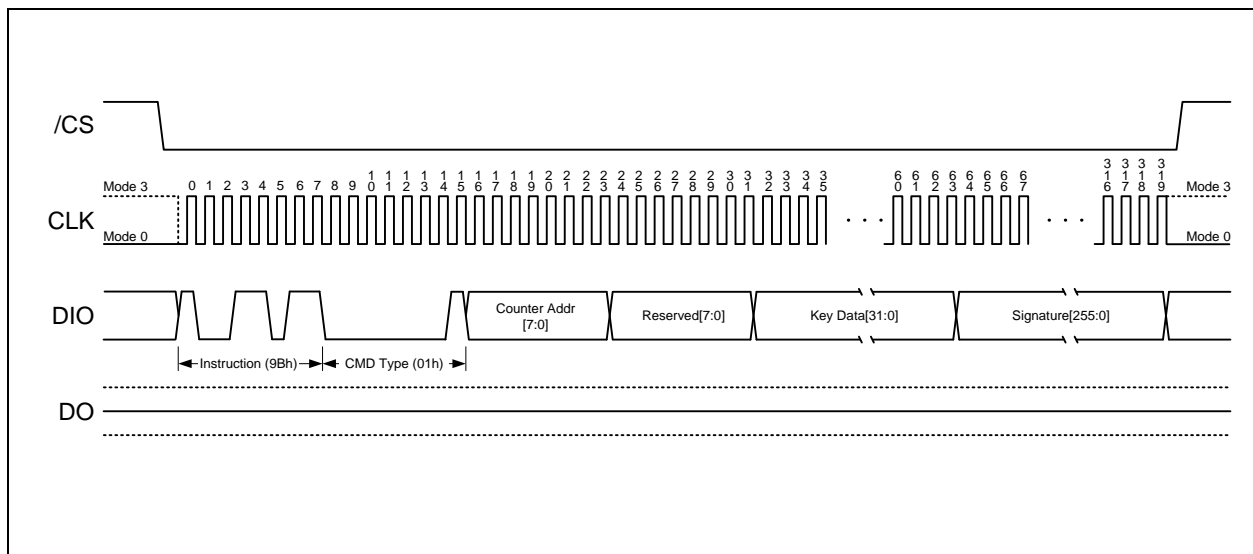 /CS
Mode 3
0 1 2 3 4 5 6 7 8 9 10 11 12 13 14 15 16 17 18 19 20 21 22 23 24 25 26 27 28 29 30 31 32 33 34 35 60 61 62 63 64 65 66 67 316 317 318 319
Mode 3
CLK
· · ·
· · ·
Mode 0
Mode 0
DIO
Counter Addr
[7:0]
Reserved[7:0]
Key Data[31:0]
Signature[255:0]
Instruction (9Bh)
CMD Type (01h)
DO